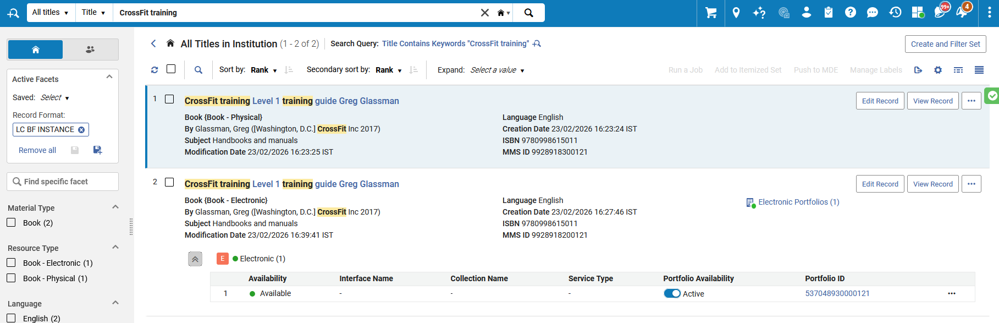 All titles
Title
CrossFit training
99+
4
All Titles in Institution (1 - 2 of 2)
Search Query: Title Contains Keywords "CrossFit training"
Create and Filter Set
Active Facets
Saved: Select
Record Format:
LC BF INSTANCE
Remove all
Find specific facet
Material Type
Book (2)
Resource Type
Book - Electronic (1)
Book - Physical (1)
Language
English (2)
Sort by: Rank
Secondary sort by: Rank
Expand: Select a value
Run a Job
Add to Itemized Set
Push to MDE
Manage Labels
1
CrossFit training Level 1 training guide Greg Glassman
Edit Record
View Record
Book {Book - Physical}
By Glassman, Greg ([Washington, D.C.] CrossFit Inc 2017)
Subject Handbooks and manuals
Modification Date 23/02/2026 16:23:25 IST
Language English
Creation Date 23/02/2026 16:23:24 IST
ISBN 9780998615011
MMS ID 9928918300121
2
CrossFit training Level 1 training guide Greg Glassman
Edit Record
View Record
Book {Book - Electronic}
By Glassman, Greg ([Washington, D.C.] CrossFit Inc 2017)
Subject Handbooks and manuals
Modification Date 23/02/2026 16:39:41 IST
Language English
Creation Date 23/02/2026 16:27:46 IST
ISBN 9780998615011
MMS ID 9928918200121
Electronic Portfolios (1)
E Electronic (1)
Availability Interface Name Collection Name Service Type Portfolio Availability Portfolio ID
1 Available - - - Active 537048930000121